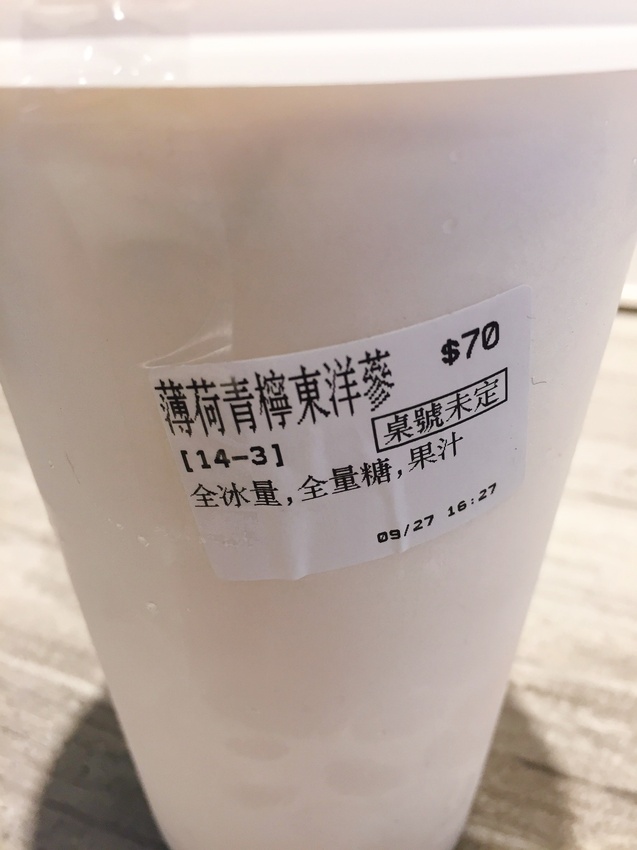 $70
薄荷青檸東洋蔘
桌號未定
[14-3]
全冰量,全量糖,果汁
09/27 16:27